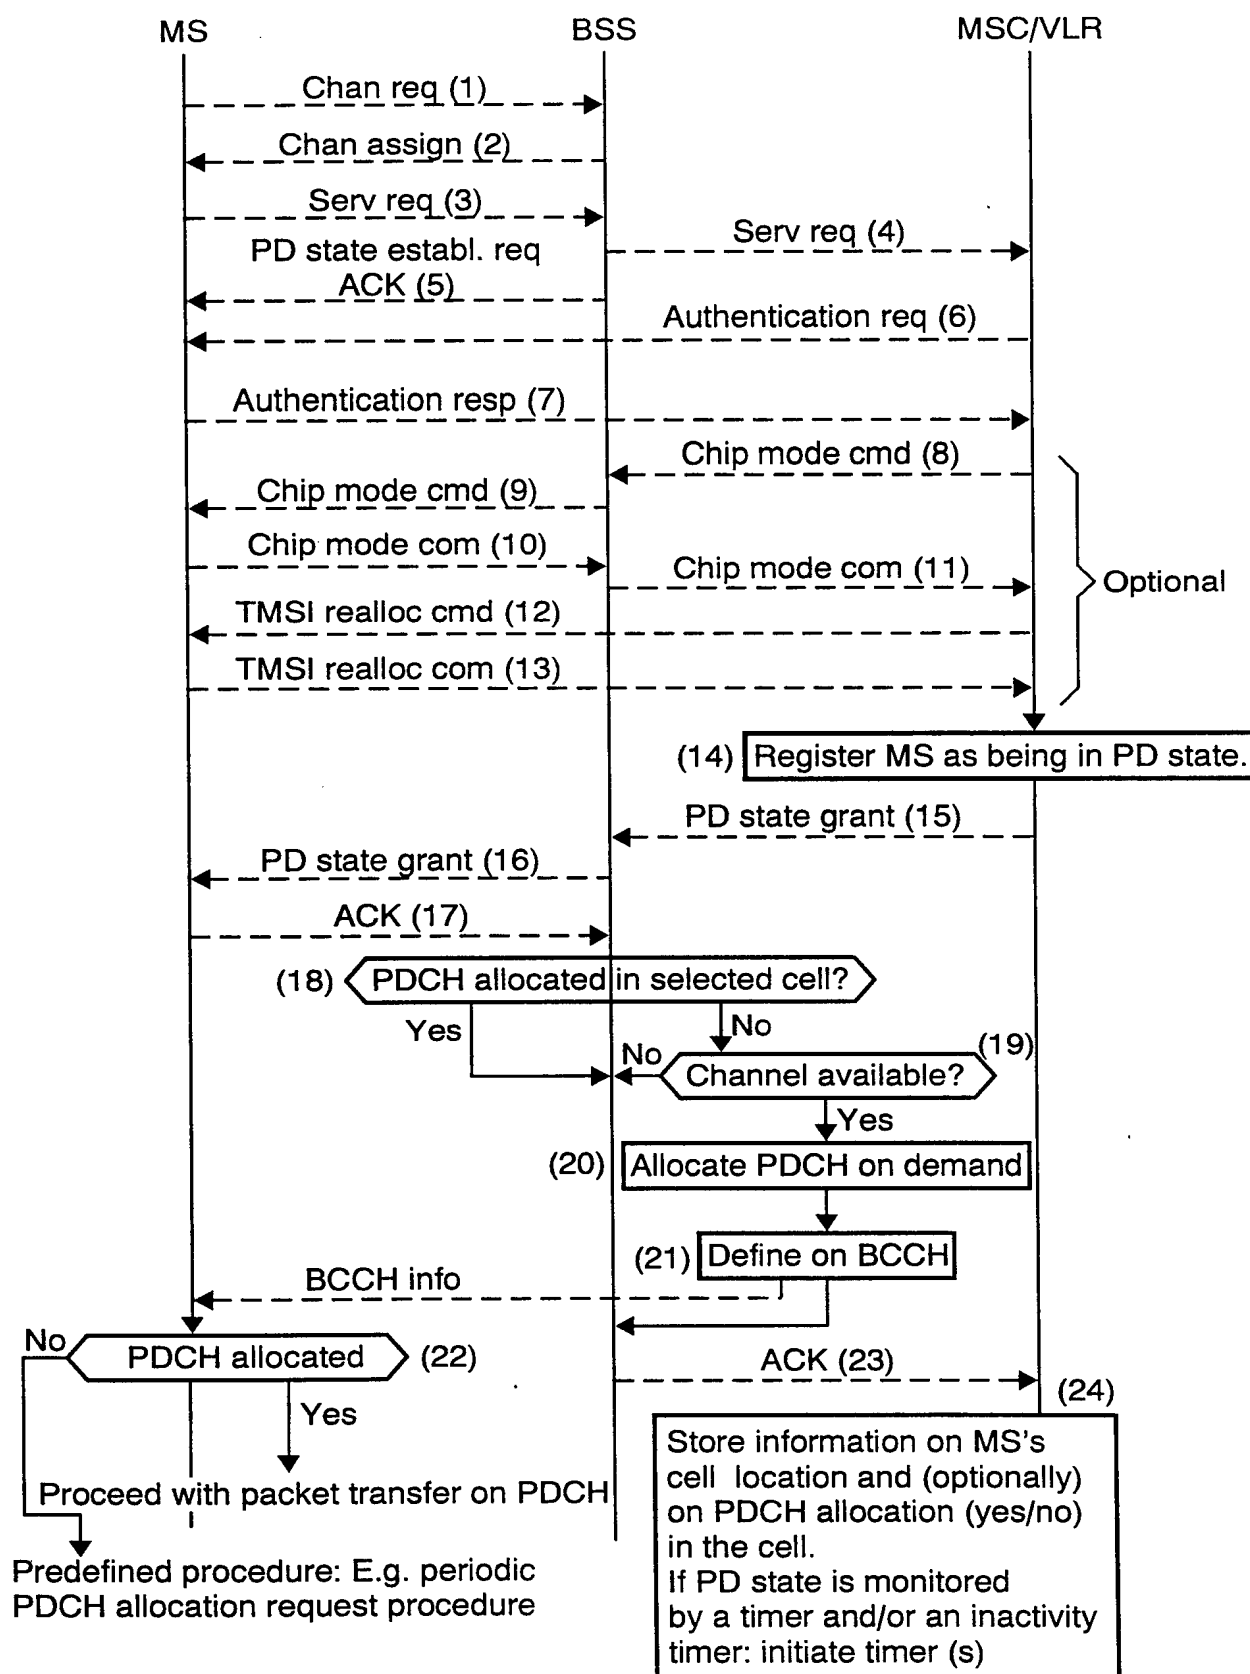 MS
BSS
MSC/VLR
Chan req (1)
Chan assign (2)
Serv req (3)
Serv req (4)
PD state establ. req
ACK (5)
Authentication req (6)
Authentication resp (7)
Chip mode cmd (8)
Chip mode cmd (9)
Chip mode com (10)
Chip mode com (11)
Optional
TMSI realloc cmd (12)
TMSI realloc com (13)
(14) Register MS as being in PD state.
PD state grant (15)
PD state grant (16)
ACK (17)
(18) PDCH allocated in selected cell?
Yes
No
(19)
No
Channel available?
Yes
(20) Allocate PDCH on demand
(21) Define on BCCH
BCCH info
No
PDCH allocated (22)
ACK (23)
(24)
Yes
Store information on MS's
cell location and (optionally)
on PDCH allocation (yes/no)
in the cell.
If PD state is monitored
by a timer and/or an inactivity
timer: initiate timer (s)
Proceed with packet transfer on PDCH
Predefined procedure: E.g. periodic
PDCH allocation request procedure